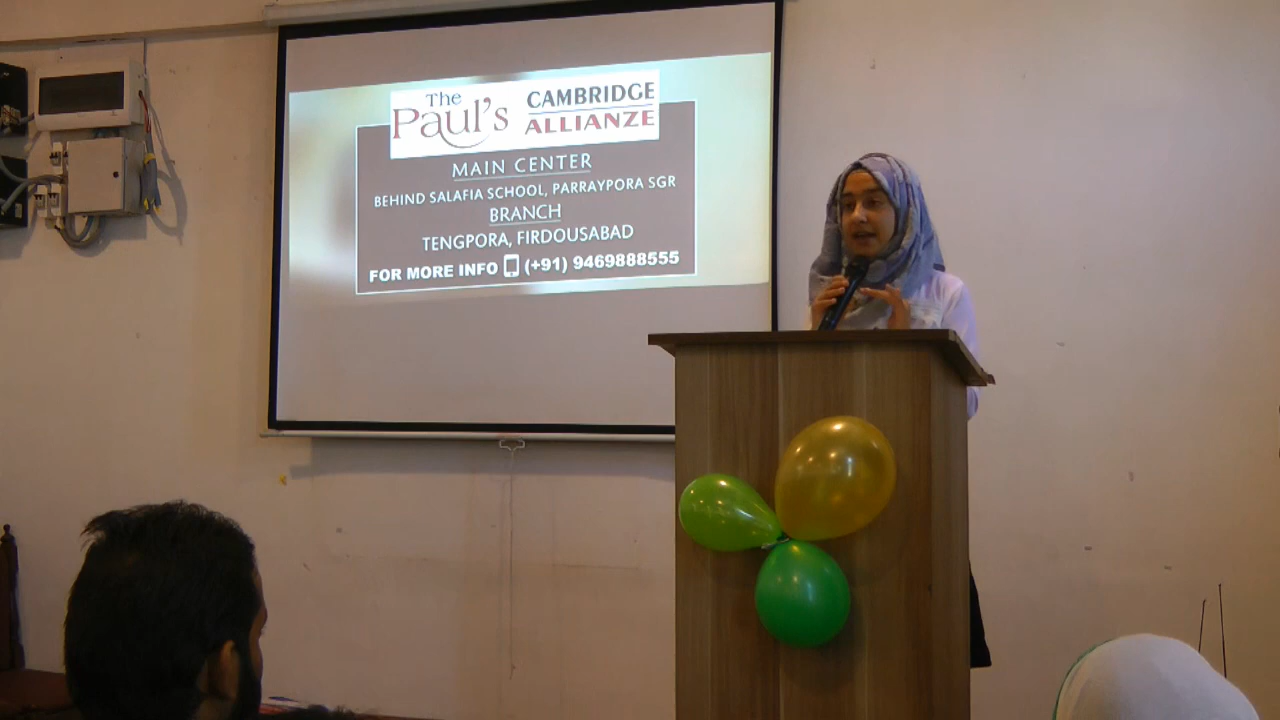 The Paul's
CAMBRIDGE
ALLIANZE
MAIN CENTER
BEHIND SALAFIA SCHOOL, PARRAYPORA SGR
BRANCH
TENGPORA, FIRDOUSABAD
FOR MORE INFO (+91) 9469888555